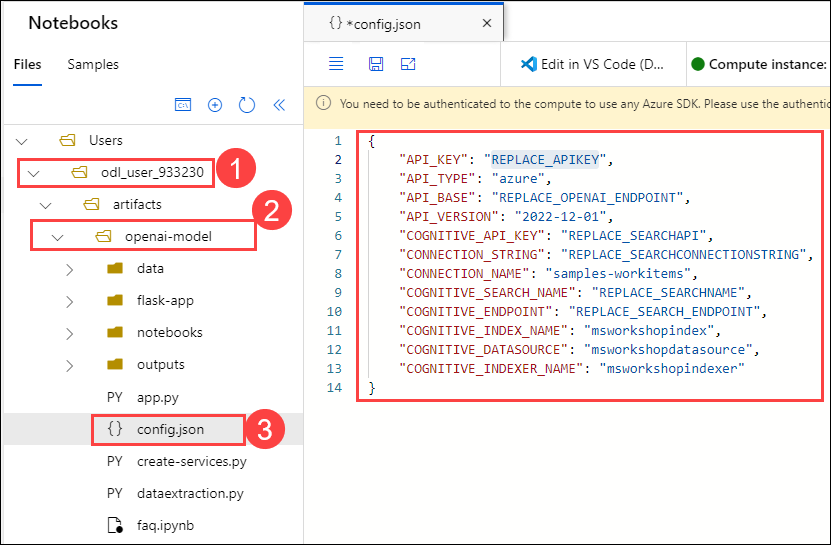 Notebooks
Files Samples
Users
odl_user_933230
1
artifacts
2
openai-model
data
flask-app
notebooks
outputs
PY app.py
{} config.json
3
PY create-services.py
PY dataextraction.py
faq.ipynb
{} *config.json ×
Edit in VS Code (D... Compute instance:
You need to be authenticated to the compute to use any Azure SDK. Please use the authentic
1 {
2 "API_KEY": "REPLACE_APIKEY",
3 "API_TYPE": "azure",
4 "API_BASE": "REPLACE_OPENAI_ENDPOINT",
5 "API_VERSION": "2022-12-01",
6 "COGNITIVE_API_KEY": "REPLACE_SEARCHAPI",
7 "CONNECTION_STRING": "REPLACE_SEARCHCONNECTIONSTRING",
8 "CONNECTION_NAME": "samples-workitems",
9 "COGNITIVE_SEARCH_NAME": "REPLACE_SEARCHNAME",
10 "COGNITIVE_ENDPOINT": "REPLACE_SEARCH_ENDPOINT",
11 "COGNITIVE_INDEX_NAME": "msworkshopindex",
12 "COGNITIVE_DATASOURCE": "msworkshopdatasource",
13 "COGNITIVE_INDEXER_NAME": "msworkshopindexer"
14 }